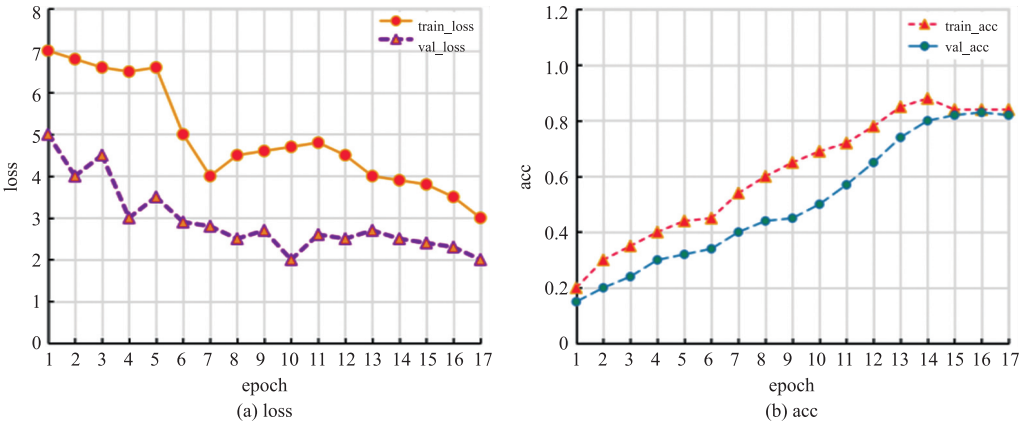 8
7
6
5
4
3
2
1
0
loss
train_loss
val_loss
1 2 3 4 5 6 7 8 9 10 11 12 13 14 15 16 17
epoch
(a) loss
1.2
1.0
0.8
0.6
0.4
0.2
0
acc
train_acc
val_acc
1 2 3 4 5 6 7 8 9 10 11 12 13 14 15 16 17
epoch
(b) acc